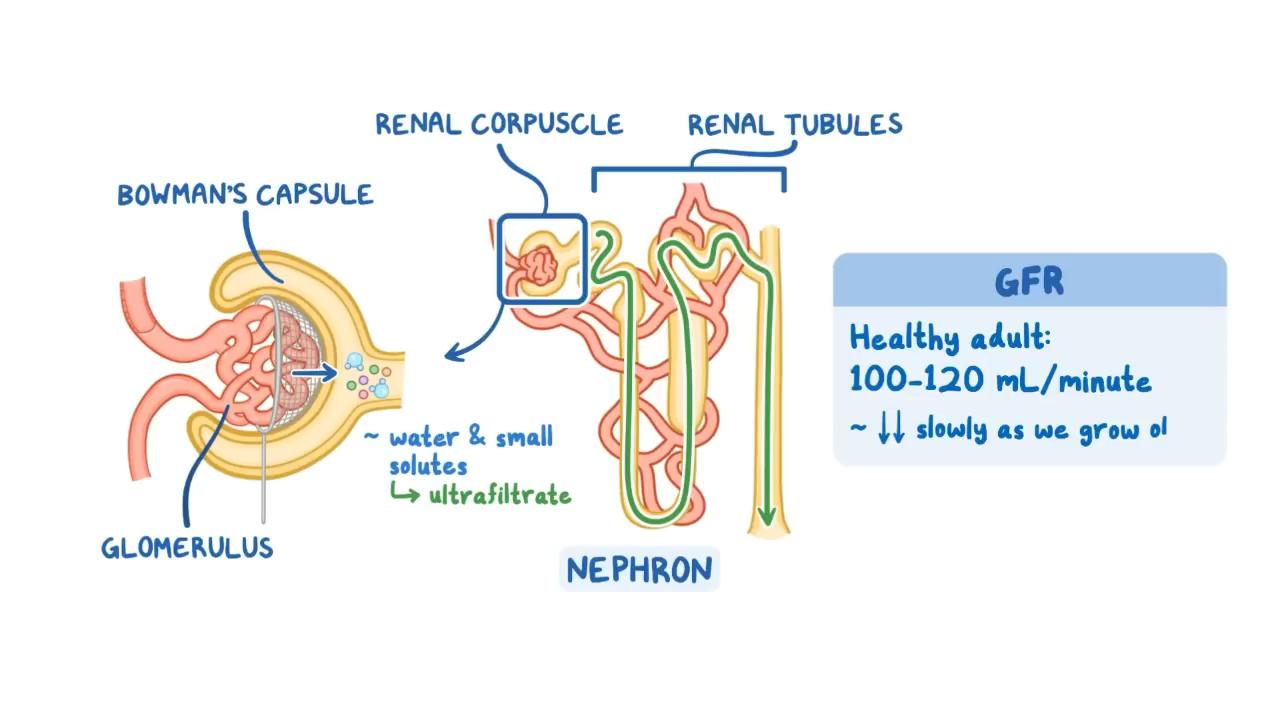 RENAL CORPUSCLE
RENAL TUBULES
BOWMAN'S CAPSULE
GLOMERULUS
~ water & small
solutes
↳ ultrafiltrate
NEPHRON
GFR
Healthy adult:
100-120 mL/minute
~ ↓↓ slowly as we grow ol